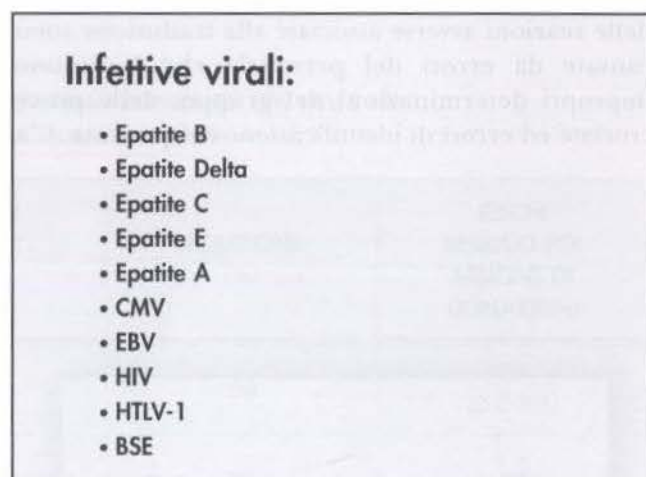 Infettive virali:
• Epatite B
• Epatite Delta
• Epatite C
• Epatite E
• Epatite A
• CMV
• EBV
• HIV
• HTLV-1
• BSE